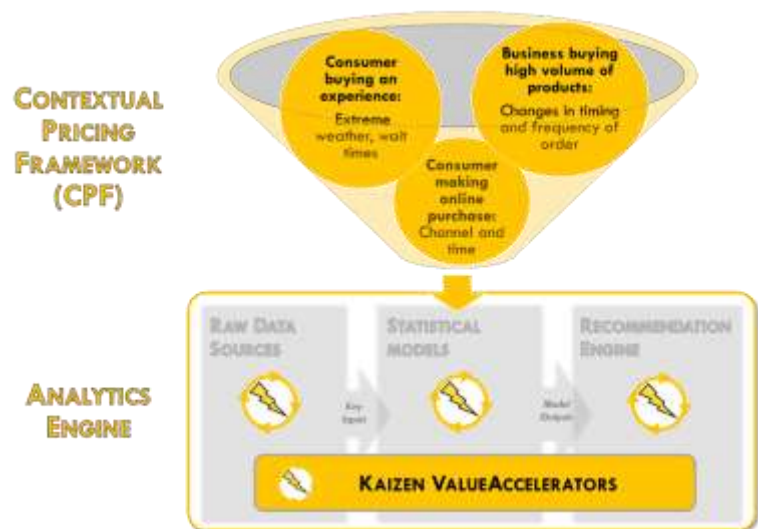 CONTEXTUAL
PRICING
FRAMEWORK
(CPF)
Consumer
buying an
experience:
Extreme
weather, wait
times
Business buying
high volume of
products:
Changes in timing
and frequency of
order
Consumer
making
online
purchase:
Channel and
time
ANALYTICS
ENGINE
RAW DATA
SOURCES
STATISTICAL
MODELS
RECOMMENDATION
ENGINE
Key
Input
Model
Output
KAIZEN VALUEACCELERATORS